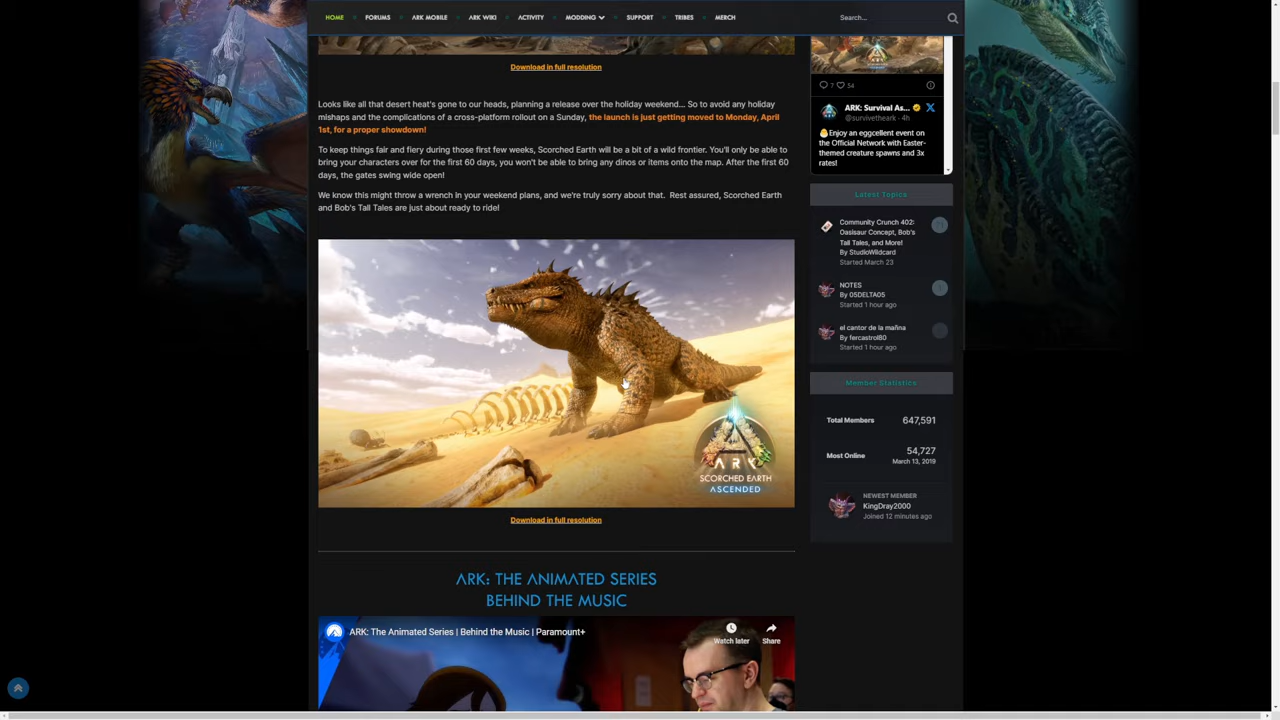 HOME
FORUMS
ARK MOBILE
ARK WIKI
ACTIVITY
MODDING
SUPPORT
TRIBES
MERCH
Search...
Download in full resolution
Looks like all that desert heat's gone to our heads, planning a release over the holiday weekend... So to avoid any holiday
mishaps and the complications of a cross-platform rollout on a Sunday, the launch is just getting moved to Monday, April
1st, for a proper showdown!
To keep things fair and fiery during those first few weeks, Scorched Earth will be a bit of a wild frontier. You'll only be able to
bring your characters over for the first 60 days, you won't be able to bring any dinos or items onto the map. After the first 60
days, the gates swing wide open!
We know this might throw a wrench in your weekend plans, and we're truly sorry about that. Rest assured, Scorched Earth
and Bob's Tall Tales are just about ready to ride!
ARK
SCORCHED EARTH
ASCENDED
Download in full resolution
ARK: THE ANIMATED SERIES
BEHIND THE MUSIC
ARK: The Animated Series | Behind the Music | Paramount+
Watch later
Share
7 54
ARK: Survival As...
@survivetheark · 4h
🐣Enjoy an eggcellent event on
the Official Network with Easter-
themed creature spawns and 3x
rates!
Latest Topics
Community Crunch 402:
Oasisaur Concept, Bob's
Tall Tales, and More!
By StudioWildcard
Started March 23
NOTES
By 05DELTA05
Started 1 hour ago
el cantor de la mañna
By fercastrol80
Started 1 hour ago
Member Statistics
Total Members
647,591
Most Online
54,727
March 13, 2019
NEWEST MEMBER
KingDray2000
Joined 12 minutes ago